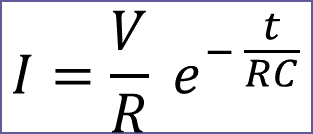 I = V/R e^{-t/RC}